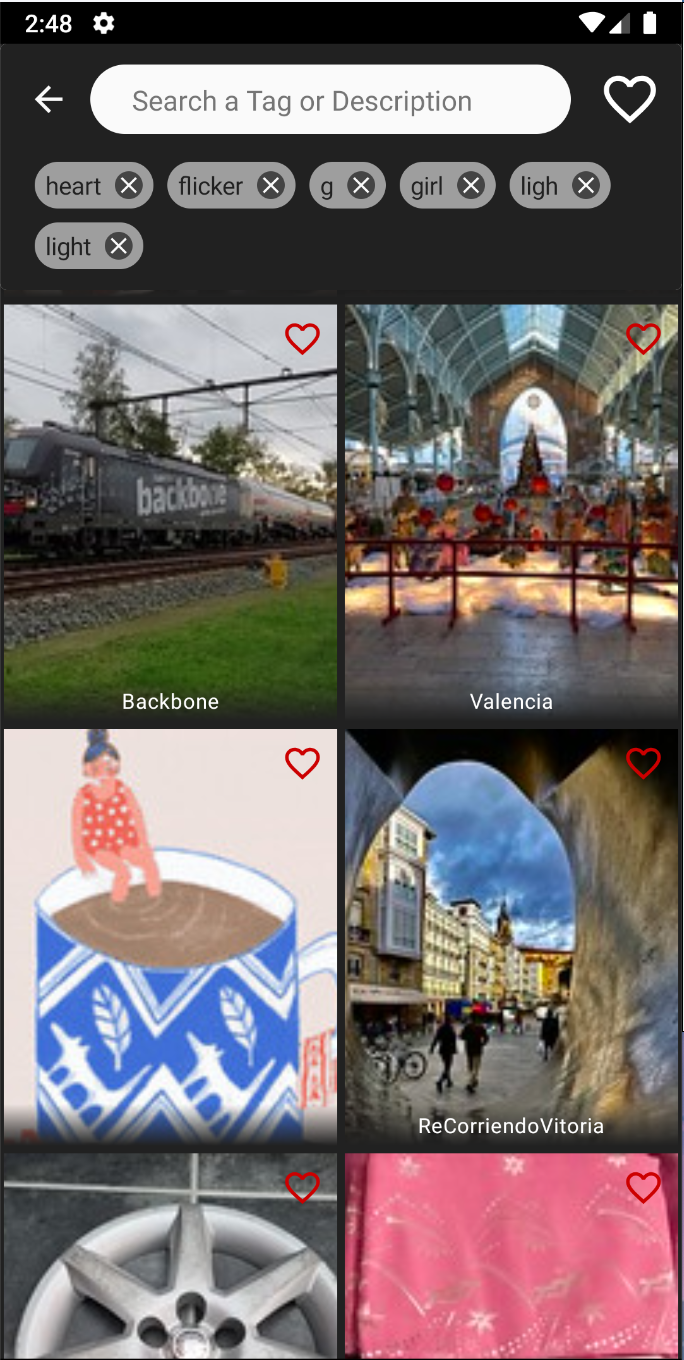 2:48
Search a Tag or Description
heart flicker g girl ligh
light
backbone
Backbone
Valencia
ReCorriendoVitoria